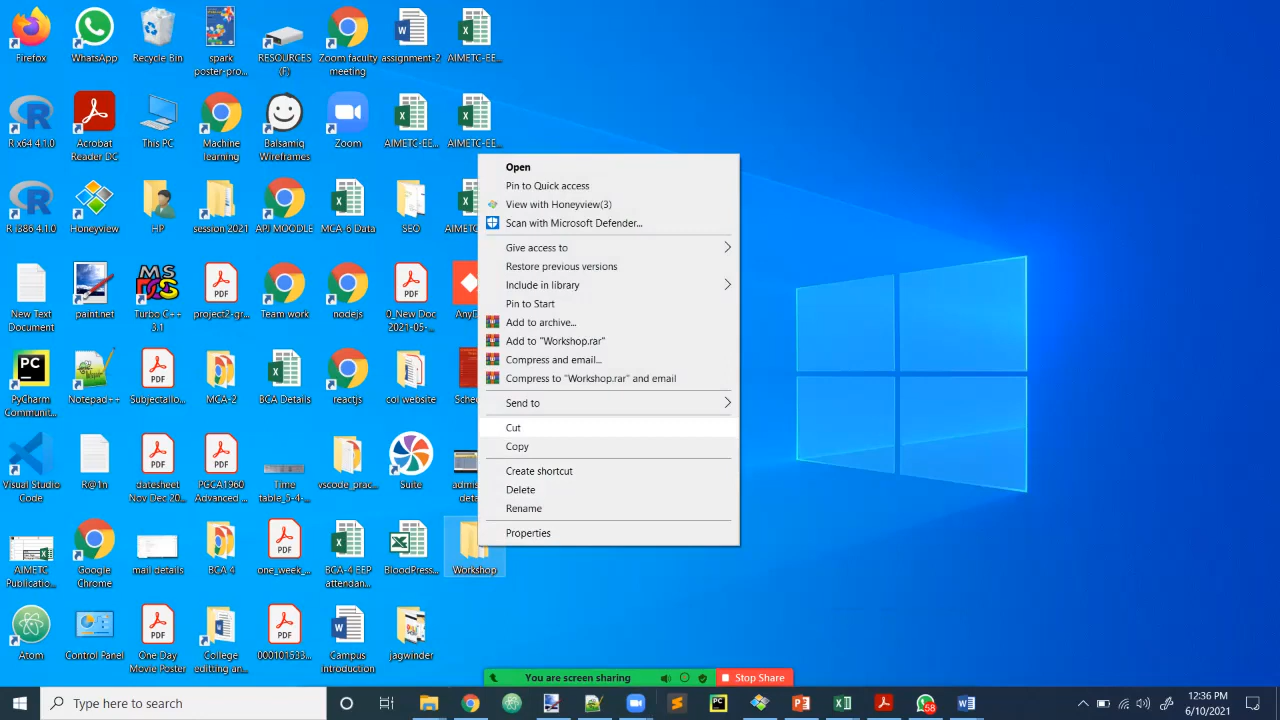 Firefox
WhatsApp
Recycle Bin
spark
poster-pro...
RESOURCES
(F)
Zoom faculty
meeting
assignment-2
AIMETC-EE...
R x64 4.1.0
Acrobat
Reader DC
This PC
Machine
learning
Balsamiq
Wireframes
Zoom
AIMETC-EE...
AIMETC-EE...
R i386 4.1.0
Honeyview
HP
session 2021
APJ MOODLE
MCA-6 Data
SEO
AIMETC
New Text
Document
paint.net
Turbo C++
3.1
project2-gr...
Team work
nodejs
0_New Doc
2021-05-...
AnyD
PyCharm
Communit...
Notepad++
Subjectallo...
MCA-2
BCA Details
reactjs
coi website
Sched
Visual Studio
Code
R@1n
datesheet
Nov Dec 20...
PGCA1960
Advanced ...
Time
table_5-4-...
vscode_prac...
Suite
admis
deta
AIMETC
Publicatio...
Google
Chrome
mail details
BCA 4
one_week_...
BCA-4 EEP
attendan...
BloodPress...
Workshop
Atom
Control Panel
One Day
Movie Poster
College
editting an...
000101633...
Campus
introduction
jagwinder
Open
Pin to Quick access
View with Honeyview(3)
Scan with Microsoft Defender...
Give access to
Restore previous versions
Include in library
Pin to Start
Add to archive...
Add to "Workshop.rar"
Compress and email...
Compress to "Workshop.rar" and email
Send to
Cut
Copy
Create shortcut
Delete
Rename
Properties
You are screen sharing
Stop Share
Type here to search
58
12:36 PM
6/10/2021